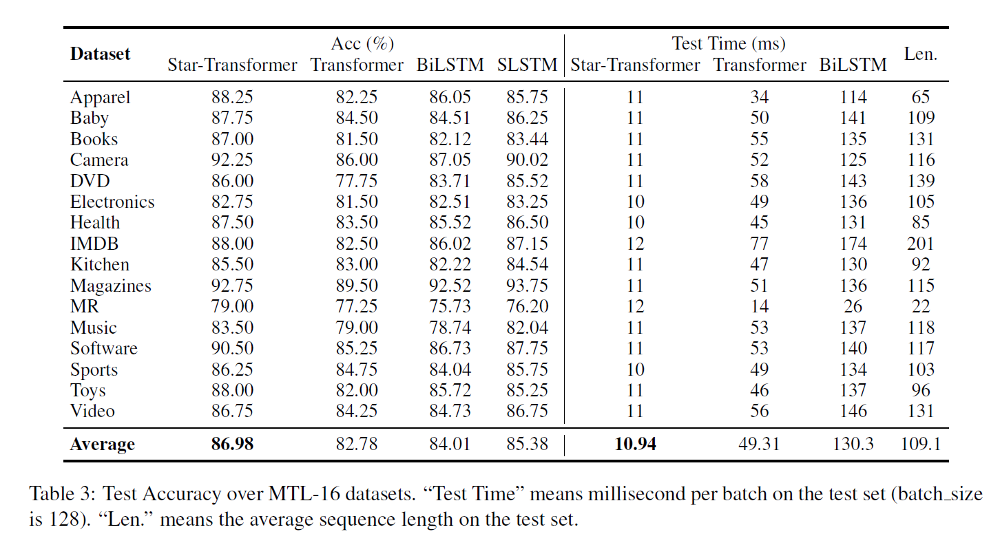 Dataset Acc (%) Test Time (ms) Len.
Star-Transformer Transformer BiLSTM SLSTM Star-Transformer Transformer BiLSTM
Apparel 88.25 82.25 86.05 85.75 11 34 114 65
Baby 87.75 84.50 84.51 86.25 11 50 141 109
Books 87.00 81.50 82.12 83.44 11 55 135 131
Camera 92.25 86.00 87.05 90.02 11 52 125 116
DVD 86.00 77.75 83.71 85.52 11 58 143 139
Electronics 82.75 81.50 82.51 83.25 10 49 136 105
Health 87.50 83.50 85.52 86.50 10 45 131 85
IMDB 88.00 82.50 86.02 87.15 12 77 174 201
Kitchen 85.50 83.00 82.22 84.54 11 47 130 92
Magazines 92.75 89.50 92.52 93.75 11 51 136 115
MR 79.00 77.25 75.73 76.20 12 14 26 22
Music 83.50 79.00 78.74 82.04 11 53 137 118
Software 90.50 85.25 86.73 87.75 11 53 140 117
Sports 86.25 84.75 84.04 85.75 10 49 134 103
Toys 88.00 82.00 85.72 85.25 11 46 137 96
Video 86.75 84.25 84.73 86.75 11 56 146 131
Average 86.98 82.78 84.01 85.38 10.94 49.31 130.3 109.1
Table 3: Test Accuracy over MTL-16 datasets. “Test Time” means millisecond per batch on the test set (batch_size
is 128). “Len.” means the average sequence length on the test set.